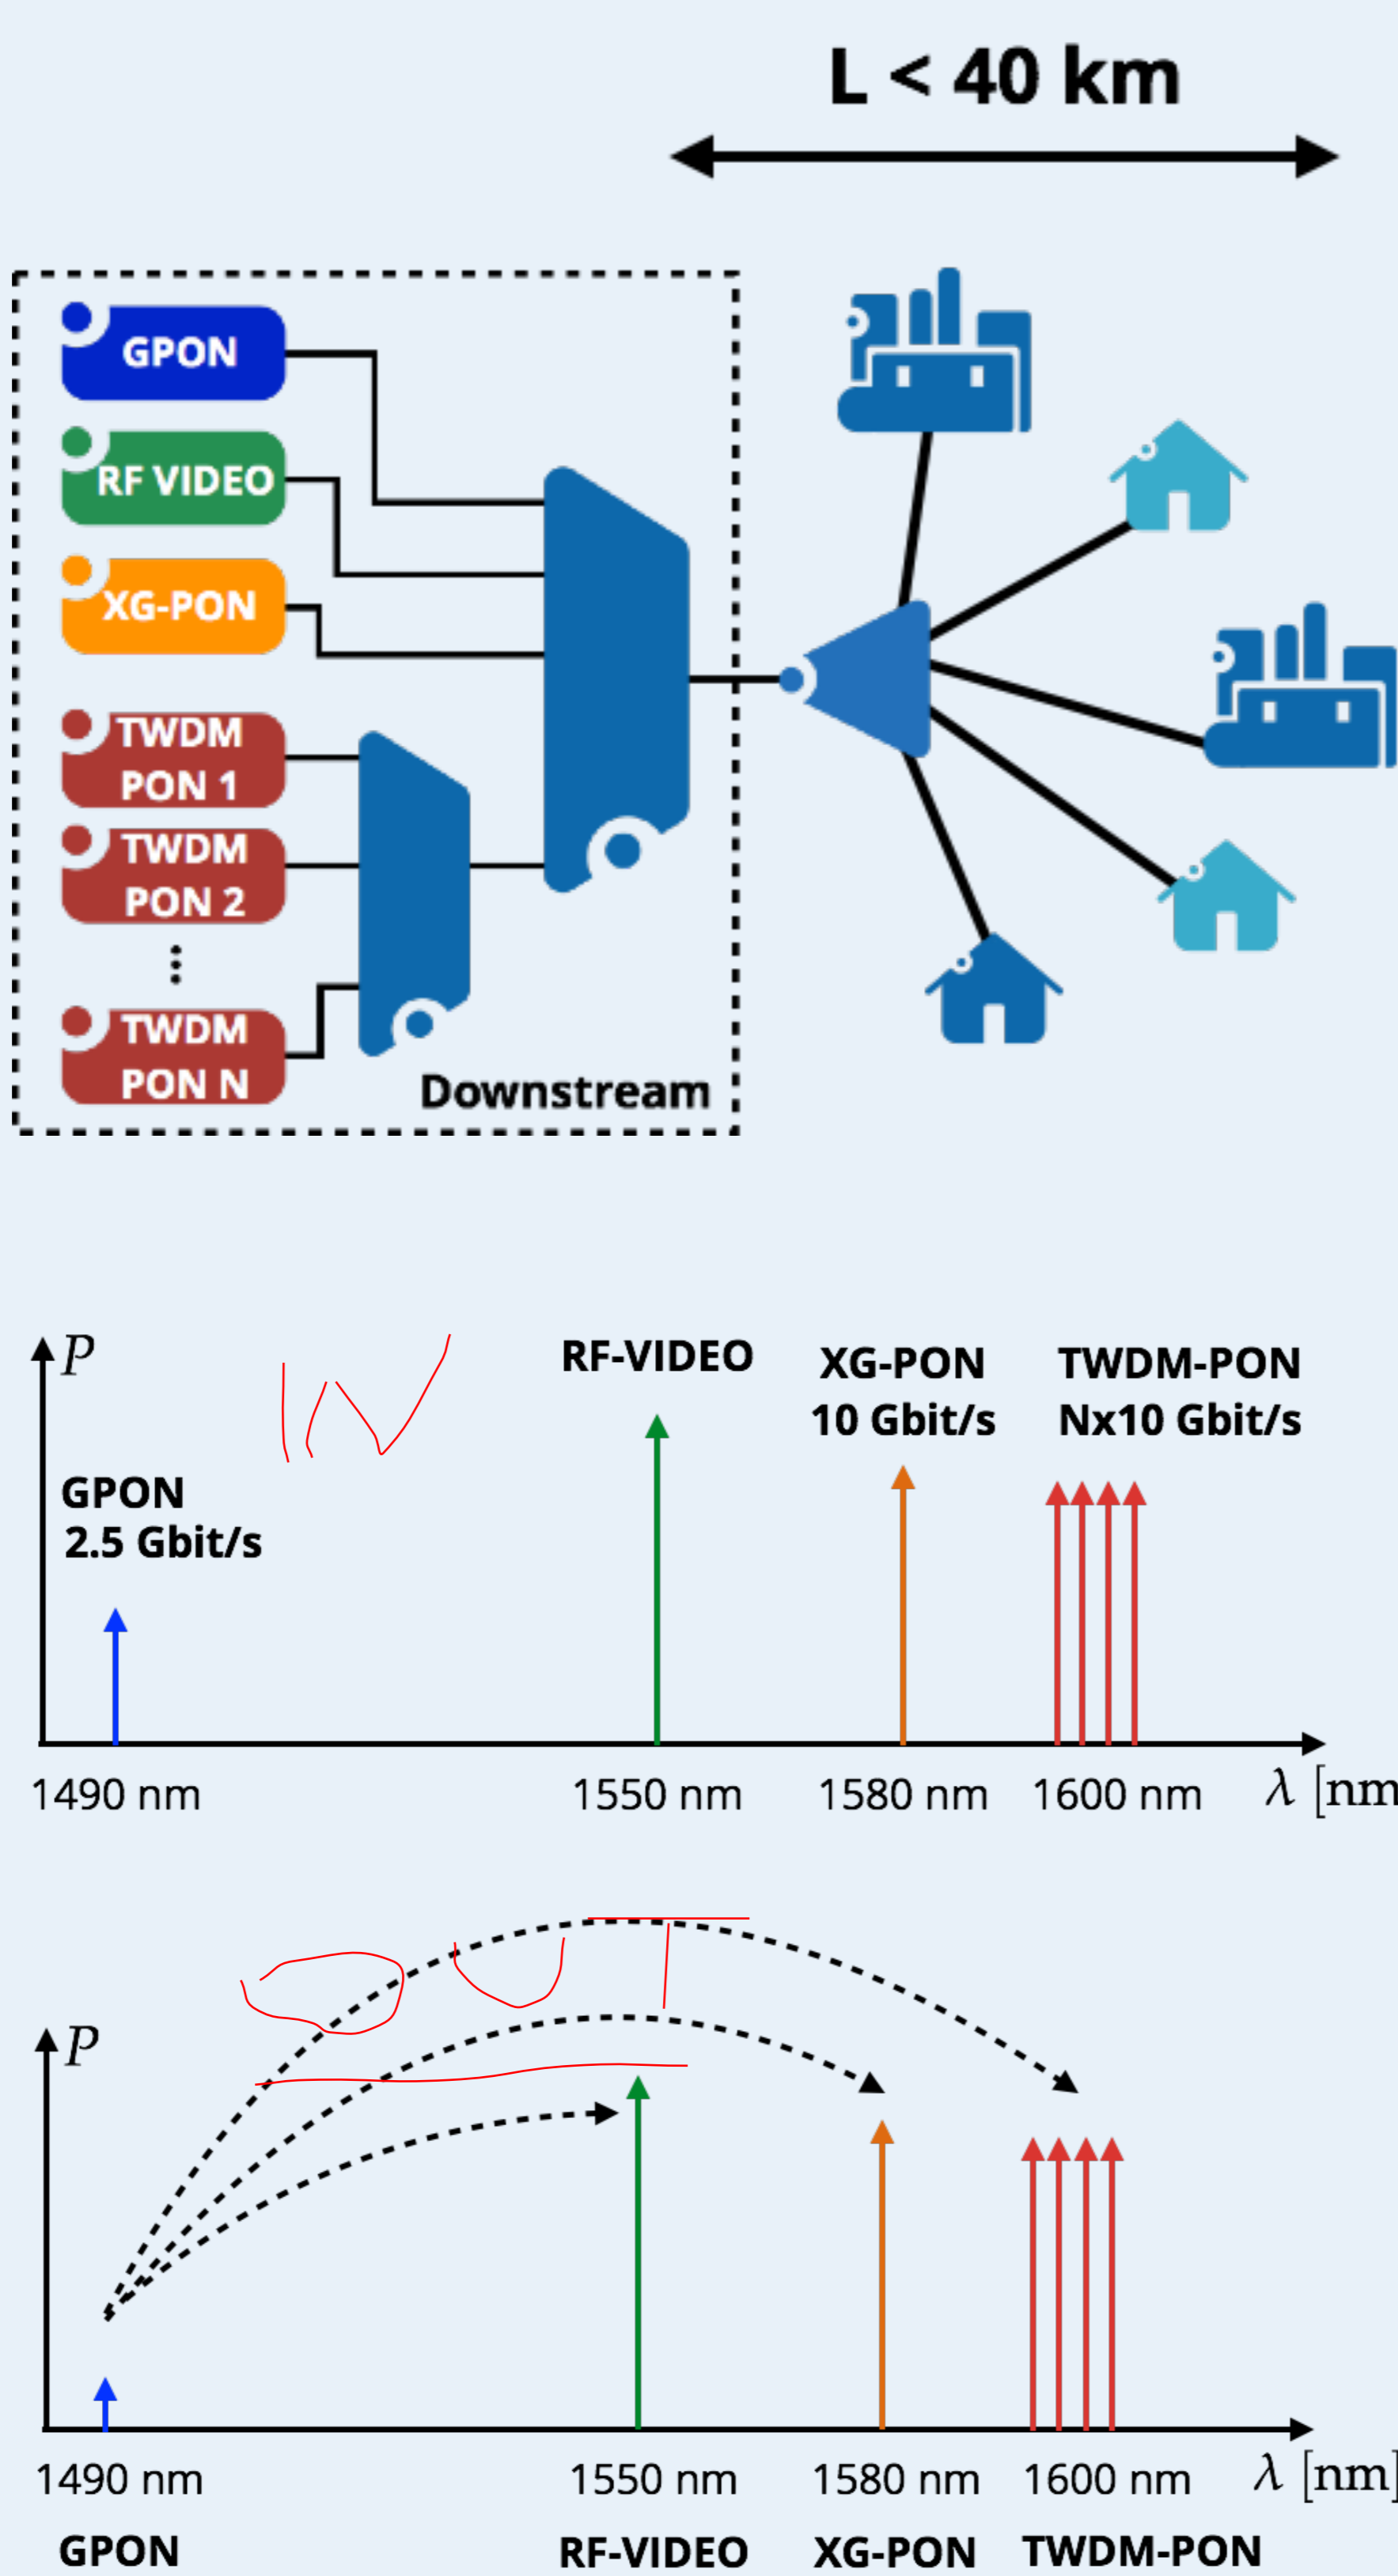 L < 40 km
GPON
RF VIDEO
XG-PON
TWDM
PON 1
TWDM
PON 2
TWDM
PON N
Downstream
P
IN
RF-VIDEO
XG-PON
10 Gbit/s
TWDM-PON
Nx10 Gbit/s
GPON
2.5 Gbit/s
1490 nm
1550 nm
1580 nm
1600 nm
λ [nm
OUT
P
1490 nm
1550 nm
1580 nm
1600 nm
λ [nm]
GPON
RF-VIDEO
XG-PON
TWDM-PON